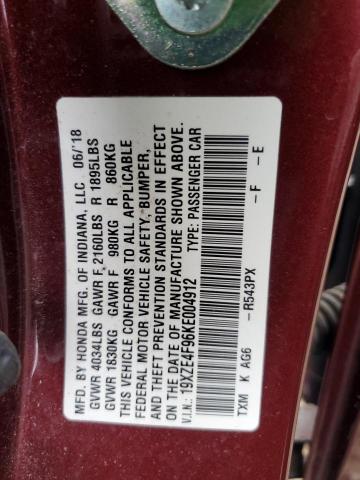 MFD. BY HONDA MFG. OF INDIANA, LLC 06/'18
GVWR 4034LBS GAWR F 2160LBS R 1895LBS
GVWR 1830KG GAWR F 980KG R 860KG
THIS VEHICLE CONFORMS TO ALL APPLICABLE
FEDERAL MOTOR VEHICLE SAFETY, BUMPER,
AND THEFT PREVENTION STANDARDS IN EFFECT
ON THE DATE OF MANUFACTURE SHOWN ABOVE.
V.I.N.: 19XZE4F96KE004912 TYPE: PASSENGER CAR
-R543PX -F -E
TXM K AG6